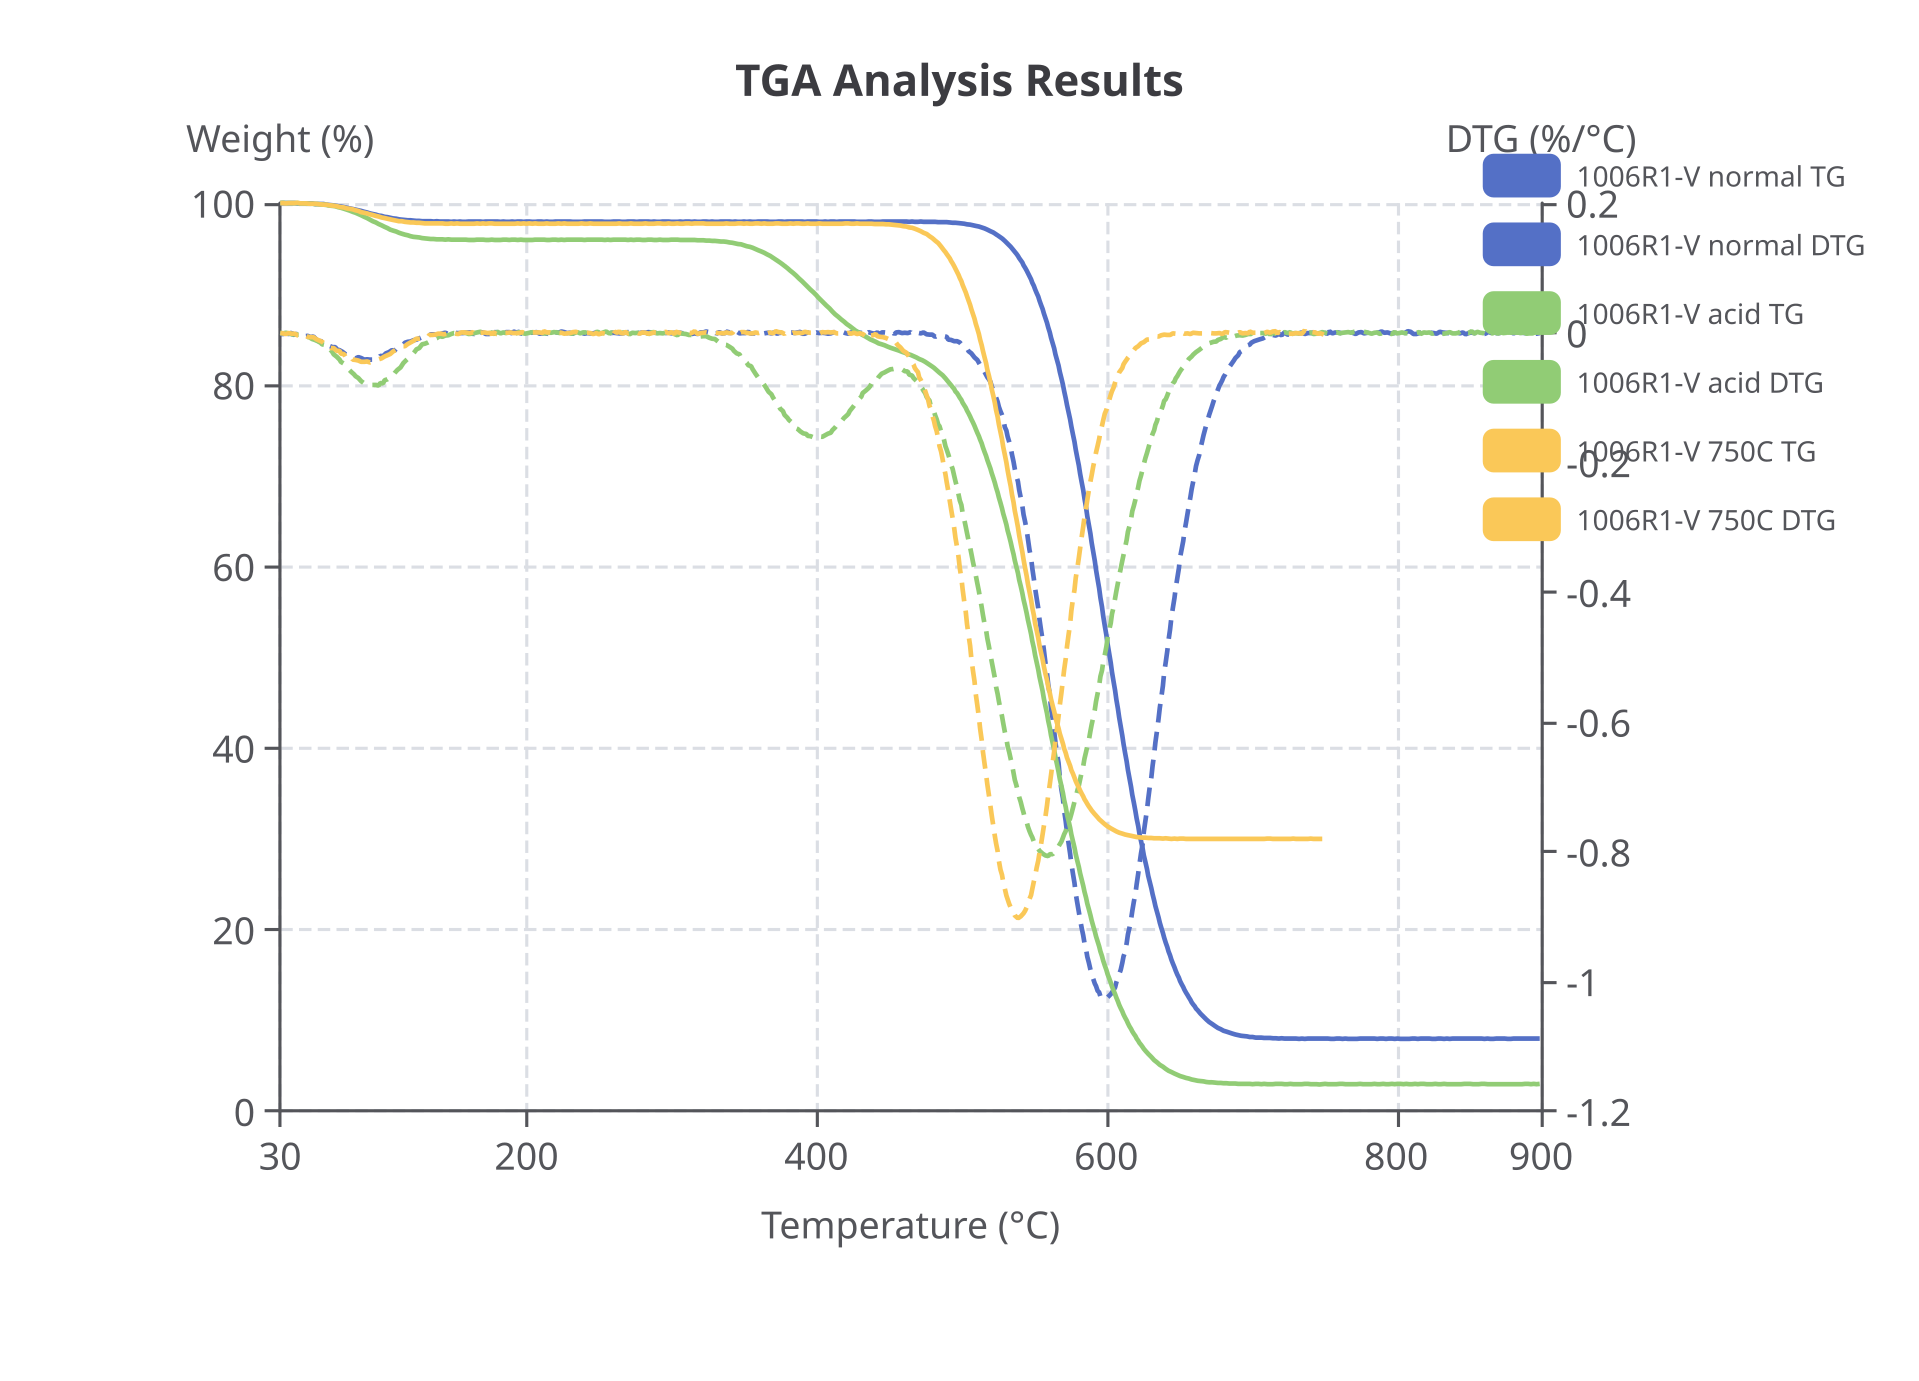 TGA Analysis Results
Weight (%)
DTG (%/°C)
1006R1-V normal TG
1006R1-V normal DTG
1006R1-V acid TG
1006R1-V acid DTG
1006R1-V 750C TG
1006R1-V 750C DTG
100
80
60
40
20
0
0.2
0
-0.2
-0.4
-0.6
-0.8
-1
-1.2
30
200
400
600
800
900
Temperature (°C)